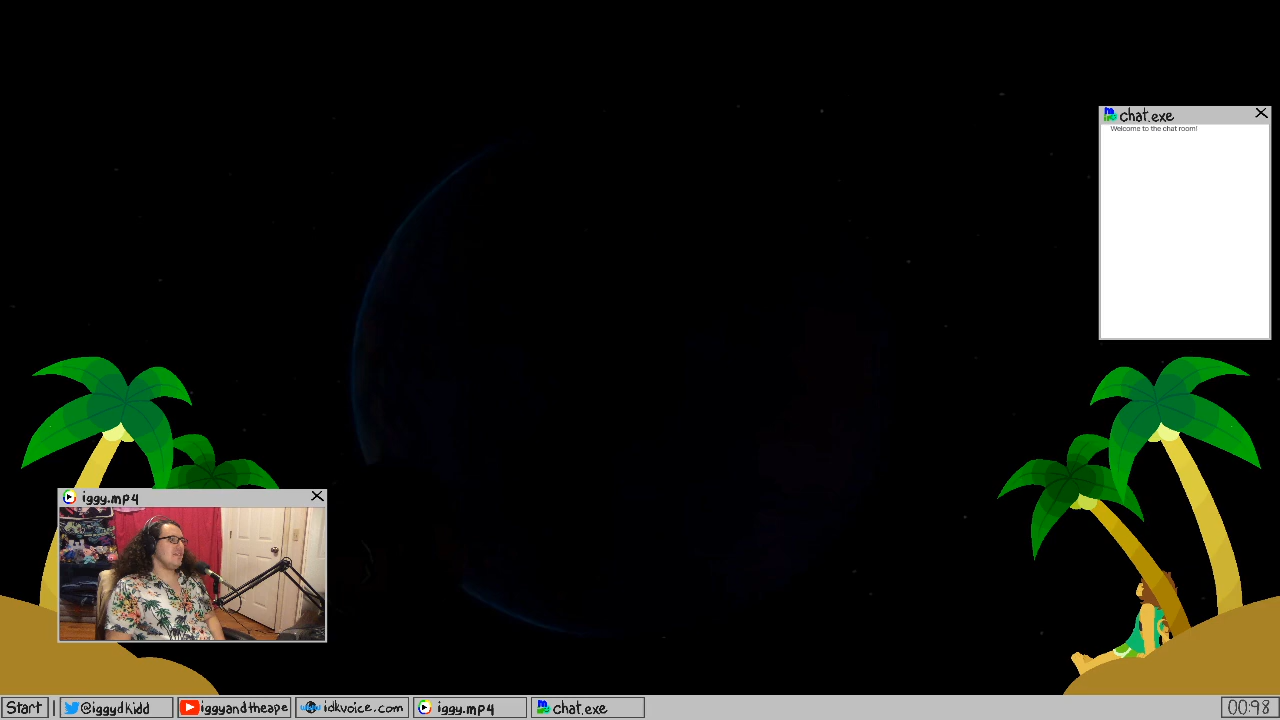 chat.exe
Welcome to the chat room!
iggy.mp4
Start | @iggydkidd iggyandtheape www idkvoice.com iggy.mp4 chat.exe 00:98